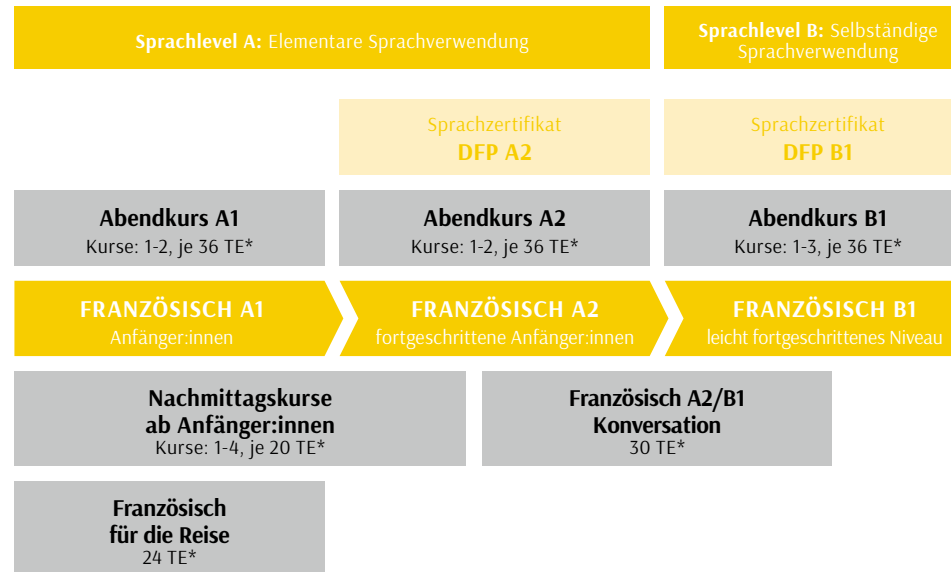 Sprachlevel A: Elementare Sprachverwendung
Sprachlevel B: Selbständige
Sprachverwendung
Sprachzertifikat
DFP A2
Sprachzertifikat
DFP B1
Abendkurs A1
Kurse: 1-2, je 36 TE*
Abendkurs A2
Kurse: 1-2, je 36 TE*
Abendkurs B1
Kurse: 1-3, je 36 TE*
FRANZÖSISCH A1
Anfänger:innen
FRANZÖSISCH A2
fortgeschrittene Anfänger:innen
FRANZÖSISCH B1
leicht fortgeschrittenes Niveau
Nachmittagskurse
ab Anfänger:innen
Kurse: 1-4, je 20 TE*
Französisch A2/B1
Konversation
30 TE*
Französisch
für die Reise
24 TE*